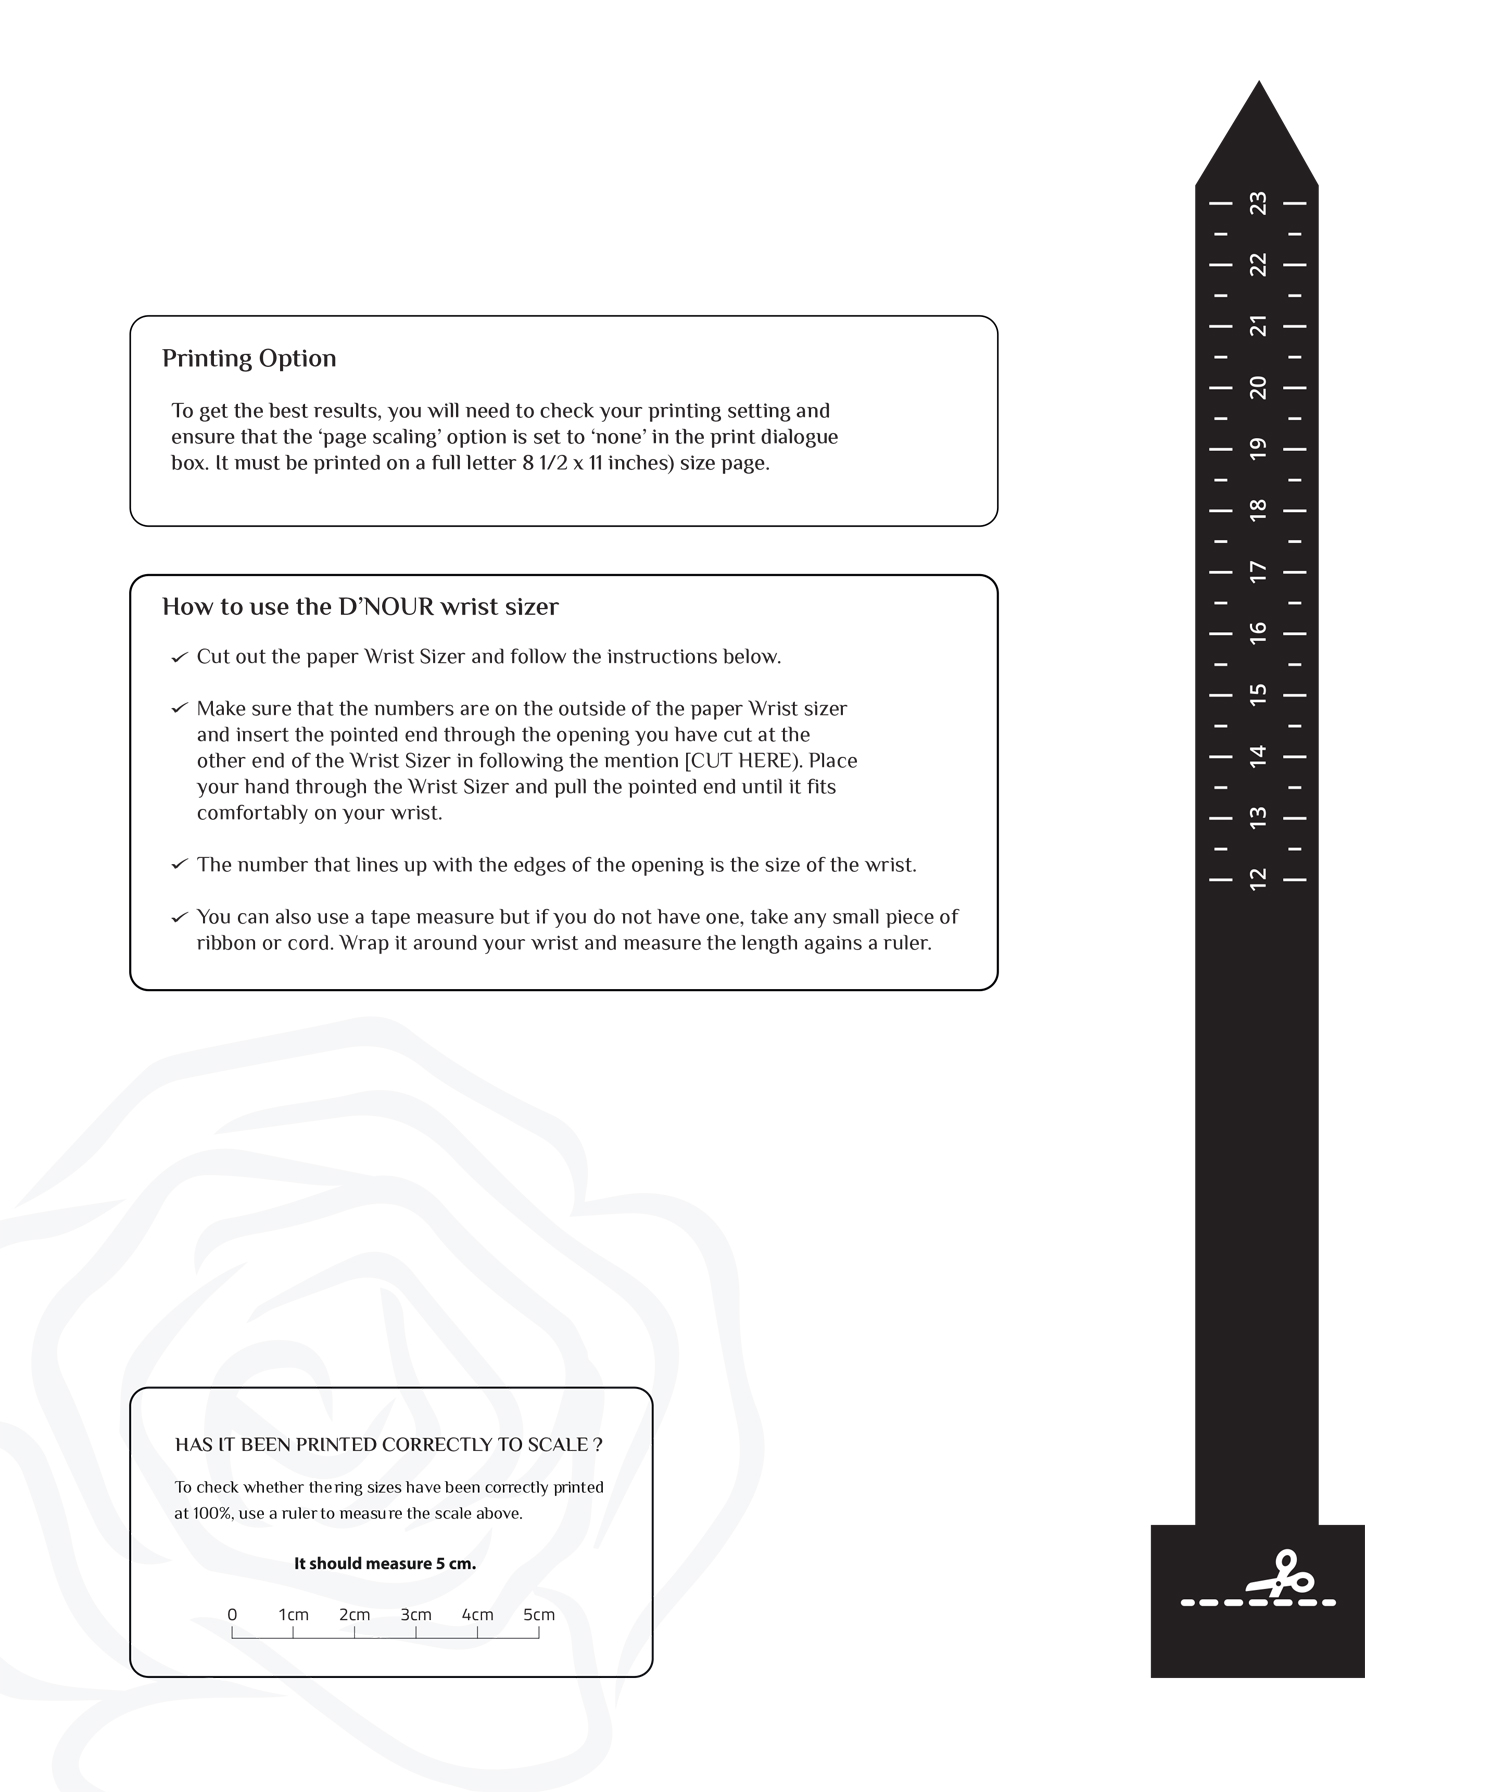 Printing Option
To get the best results, you will need to check your printing setting and
ensure that the ‘page scaling’ option is set to ‘none’ in the print dialogue
box. It must be printed on a full letter 8 1/2 x 11 inches) size page.
How to use the D’NOUR wrist sizer
Cut out the paper Wrist Sizer and follow the instructions below.
Make sure that the numbers are on the outside of the paper Wrist sizer
and insert the pointed end through the opening you have cut at the
other end of the Wrist Sizer in following the mention [CUT HERE). Place
your hand through the Wrist Sizer and pull the pointed end until it fits
comfortably on your wrist.
The number that lines up with the edges of the opening is the size of the wrist.
You can also use a tape measure but if you do not have one, take any small piece of
ribbon or cord. Wrap it around your wrist and measure the length agains a ruler.
HAS IT BEEN PRINTED CORRECTLY TO SCALE ?
To check whether the ring sizes have been correctly printed
at 100%, use a ruler to measure the scale above.
It should measure 5 cm.
0 1cm 2cm 3cm 4cm 5cm
23
22
21
20
19
18
17
16
15
14
13
12